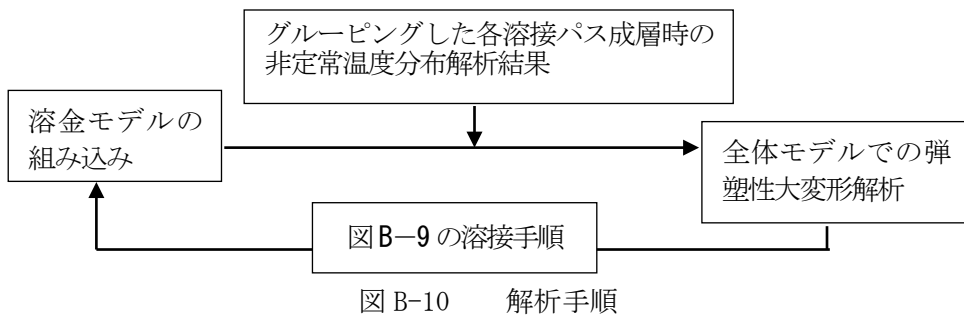 グルーピングした各溶接パス成層時の
非定常温度分布解析結果
溶金モデルの
組み込み
全体モデルでの弾
塑性大変形解析
図B－9の溶接手順
図 B-10 解析手順